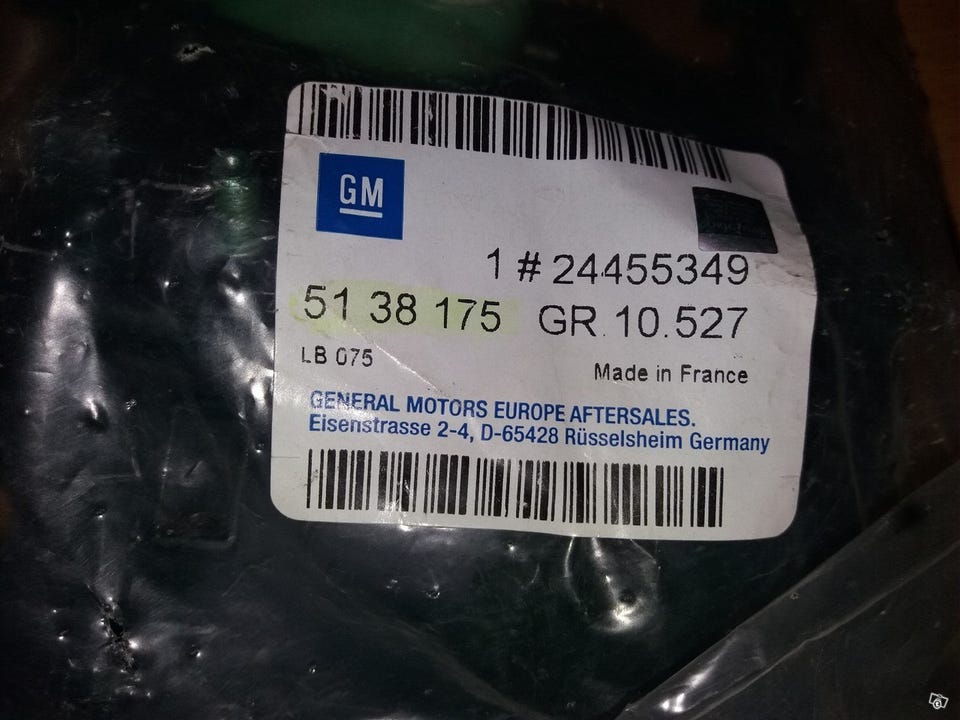 GM
1 # 24455349
51 38 175 GR. 10.527
LB 075 Made in France
GENERAL MOTORS EUROPE AFTERSALES.
Eisenstrasse 2-4, D-65428 Rüsselsheim Germany